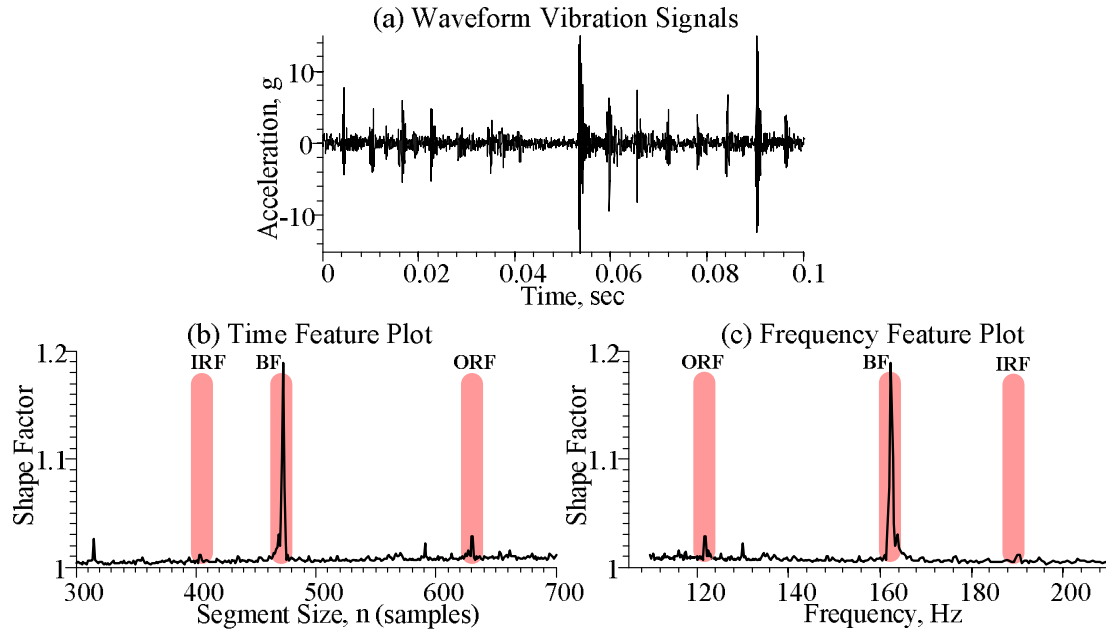 (a) Waveform Vibration Signals
Acceleration, g
10
0
-10
0 0.02 0.04 0.06 0.08 0.1
Time, sec
(b) Time Feature Plot
Shape Factor
1.2
1.1
1
IRF BF ORF
300 400 500 600 700
Segment Size, n (samples)
(c) Frequency Feature Plot
Shape Factor
1.2
1.1
1
ORF BF IRF
120 160 200
Frequency, Hz